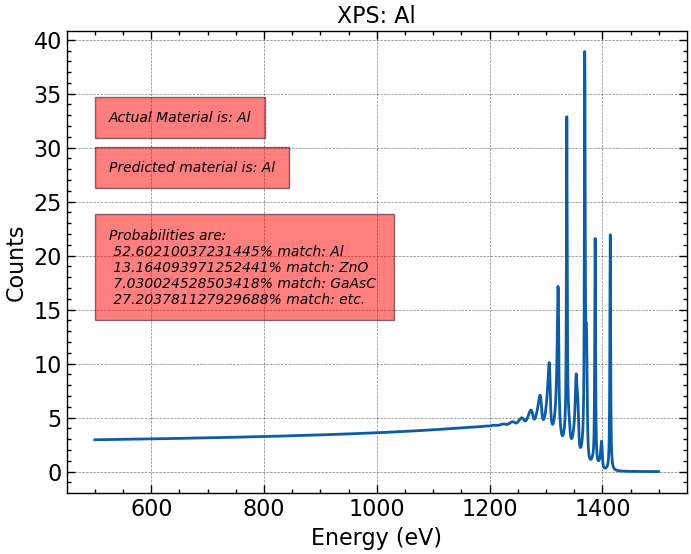 XPS: Al
40
35
30
25
20
15
10
5
0
Counts
Actual Material is: Al
Predicted material is: Al
Probabilities are:
52.60210037231445% match: Al
13.164093971252441% match: ZnO
7.030024528503418% match: GaAsC
27.203781127929688% match: etc.
600 800 1000 1200 1400
Energy (eV)